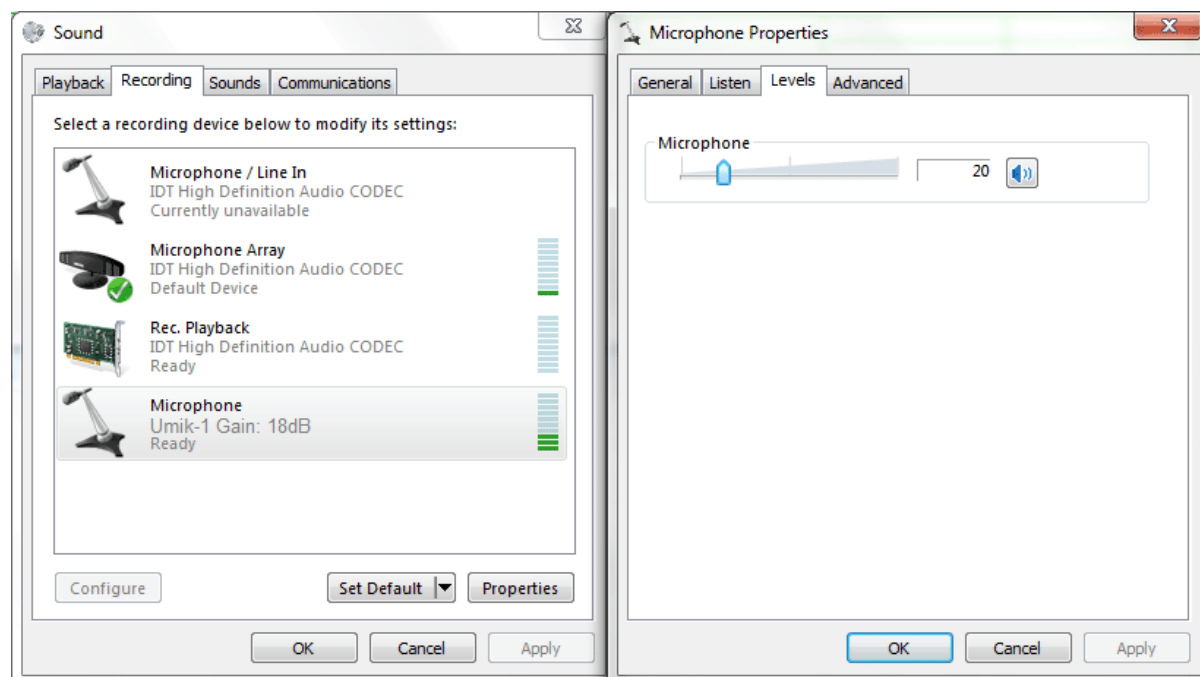 Sound
Playback Recording Sounds Communications
Select a recording device below to modify its settings:
Microphone / Line In
IDT High Definition Audio CODEC
Currently unavailable
Microphone Array
IDT High Definition Audio CODEC
Default Device
Rec. Playback
IDT High Definition Audio CODEC
Ready
Microphone
Umik-1 Gain: 18dB
Ready
Configure Set Default Properties
OK Cancel Apply
Microphone Properties
General Listen Levels Advanced
Microphone
20
OK Cancel Apply